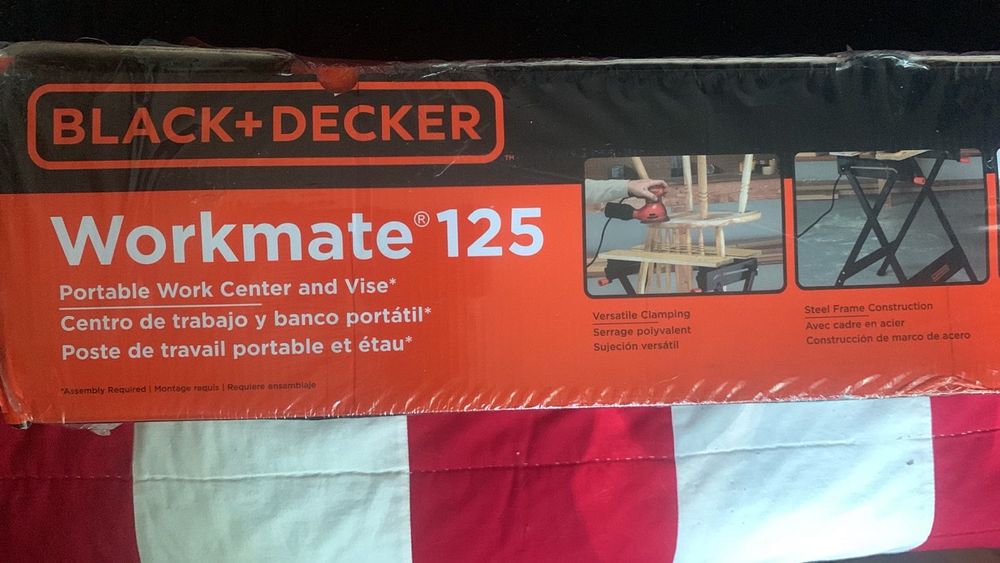 BLACK+DECKER
™
Workmate® 125
Portable Work Center and Vise*
Centro de trabajo y banco portátil*
Poste de travail portable et étau*
*Assembly Required | Montage requis | Requiere ensamblaje
Versatile Clamping
Serrage polyvalent
Sujeción versátil
Steel Frame Construction
Avec cadre en acier
Construcción de marco de acero